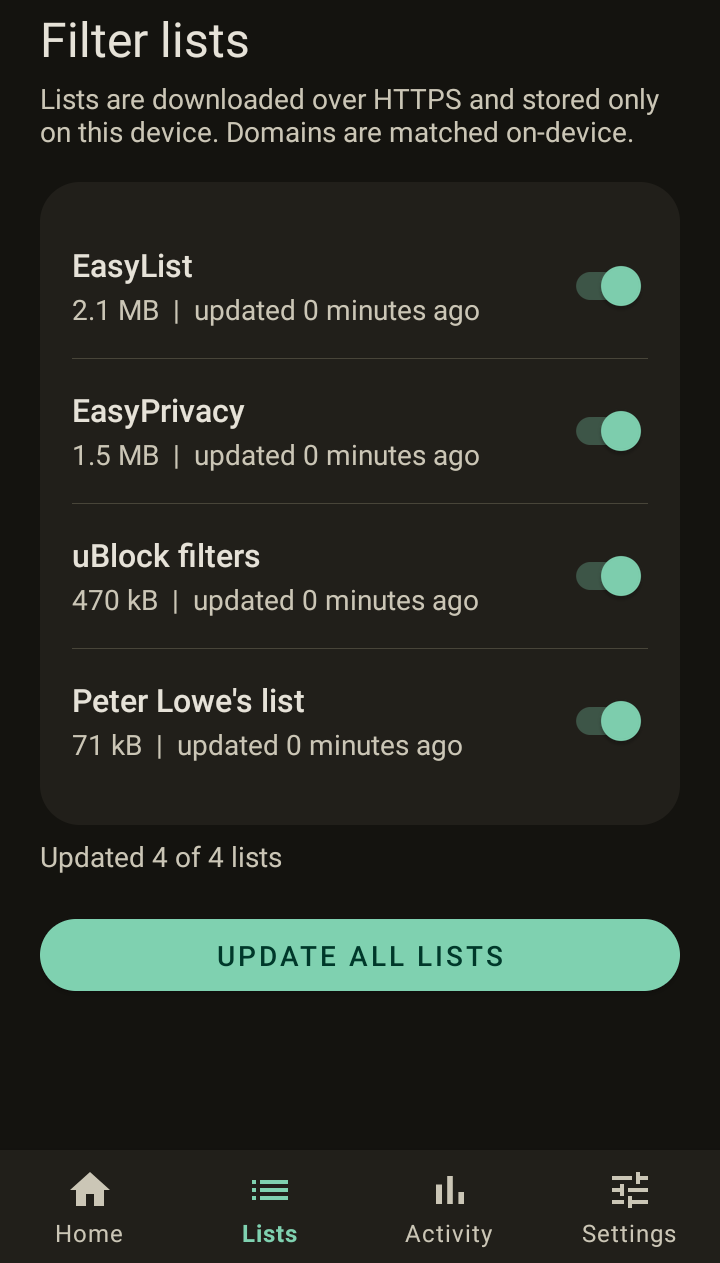 Filter lists
Lists are downloaded over HTTPS and stored only
on this device. Domains are matched on-device.
EasyList
2.1 MB | updated 0 minutes ago
EasyPrivacy
1.5 MB | updated 0 minutes ago
uBlock filters
470 kB | updated 0 minutes ago
Peter Lowe's list
71 kB | updated 0 minutes ago
Updated 4 of 4 lists
UPDATE ALL LISTS
Home
Lists
Activity
Settings